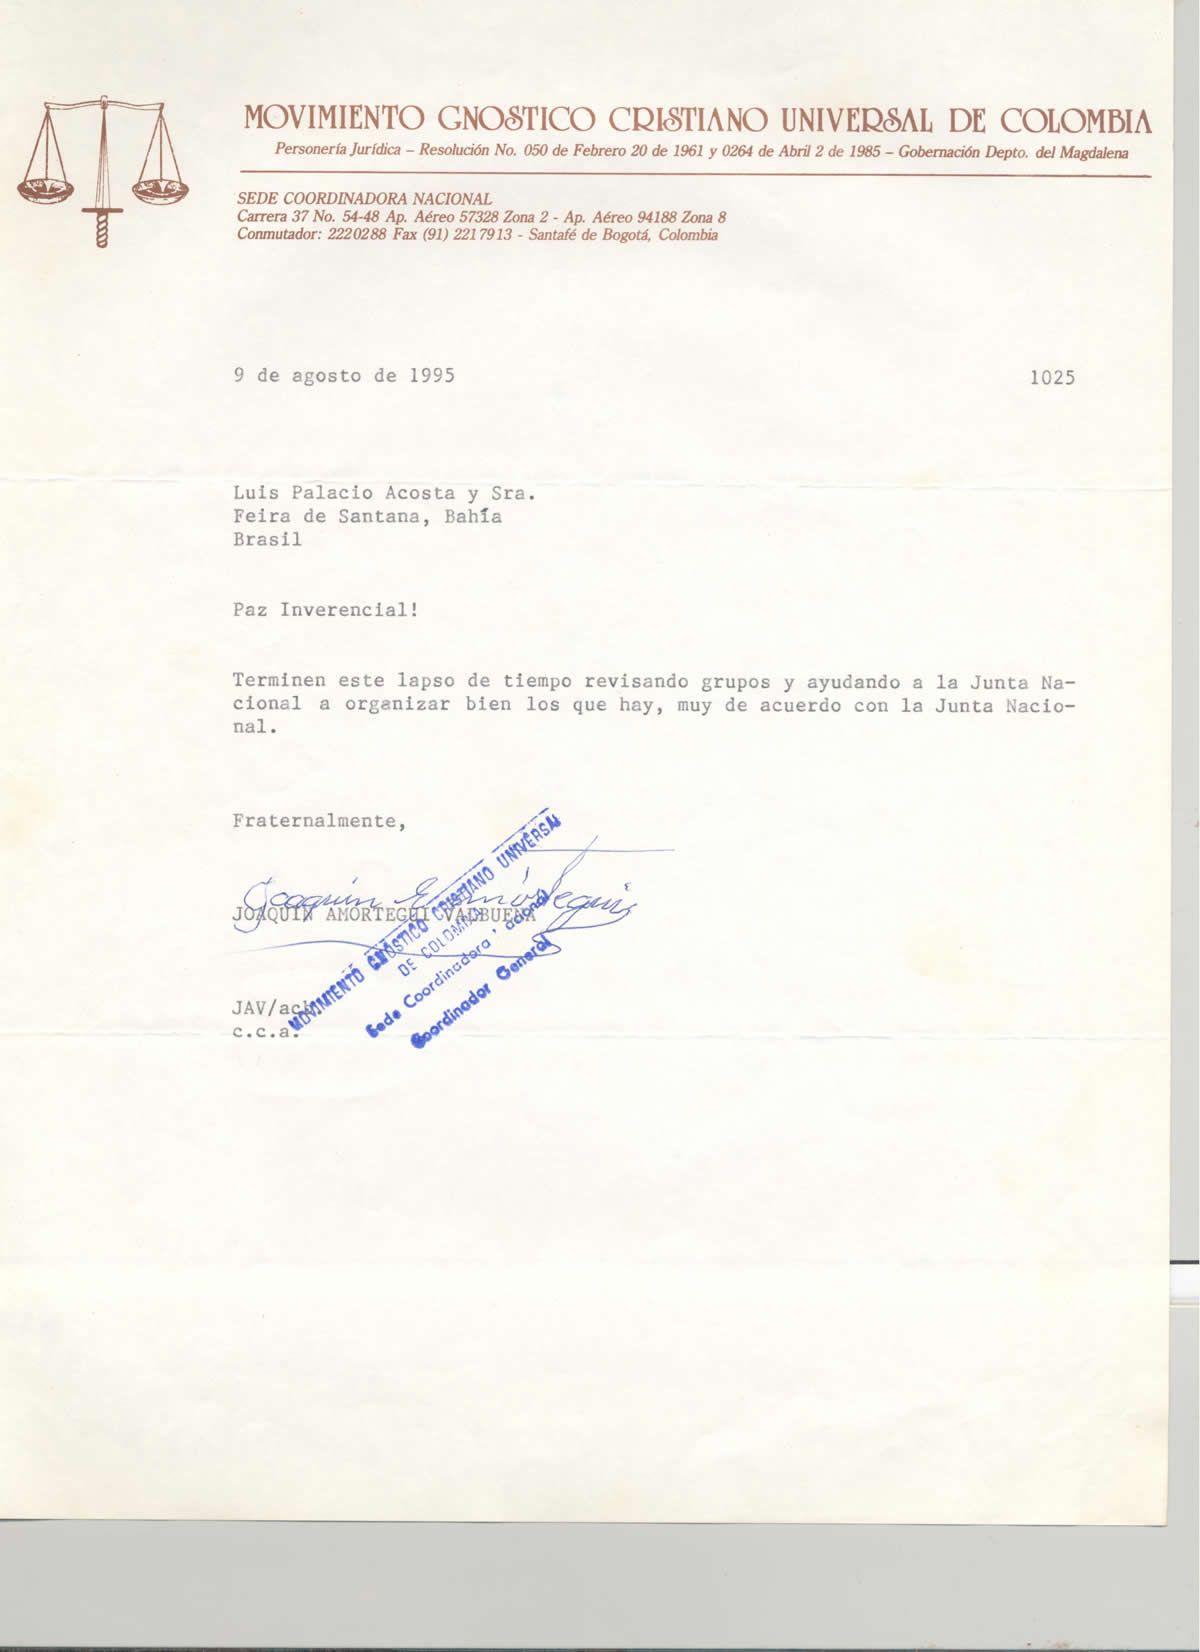 MOVIMIENTO GNOSTICO CRISTIANO UNIVERSAL DE COLOMBIA
Personería Jurídica – Resolución No. 050 de Febrero 20 de 1961 y 0264 de Abril 2 de 1985 – Gobernación Depto. del Magdalena
SEDE COORDINADORA NACIONAL
Carrera 37 No. 54-48 Ap. Aéreo 57328 Zona 2 - Ap. Aéreo 94188 Zona 8
Conmutador: 2220288 Fax (91) 2217913 - Santafé de Bogotá, Colombia
9 de agosto de 1995 1025
Luis Palacio Acosta y Sra.
Feira de Santana, Bahía
Brasil
Paz Inverencial!
Terminen este lapso de tiempo revisando grupos y ayudando a la Junta Na-
cional a organizar bien los que hay, muy de acuerdo con la Junta Nacio-
nal.
Fraternalmente,
Joaquin
JOAQUIN AMORTEGUI VALBUENA
MOVIMIENTO GNOSTICO CRISTIANO UNIVERSAL
DE COLOMBIA
Sede Coordinadora
Coordinador General
c.c.a.